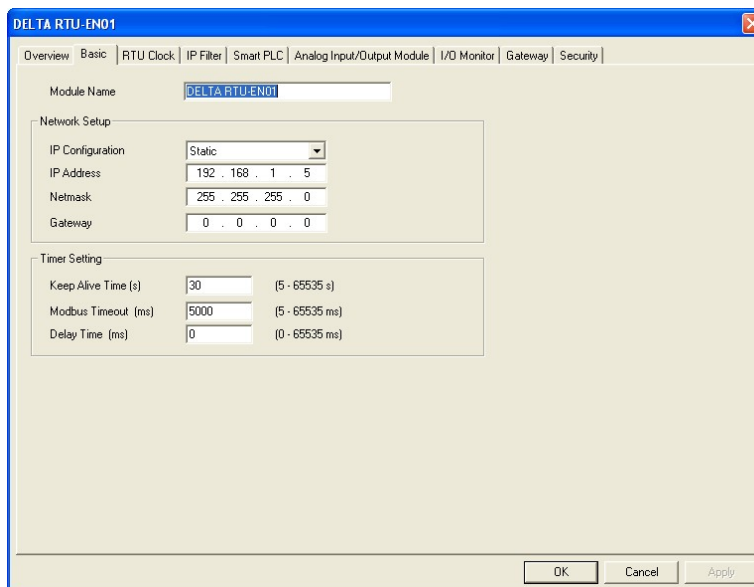 DELTA RTU-EN01
Overview Basic RTU Clock IP Filter Smart PLC Analog Input/Output Module I/O Monitor Gateway Security
Module Name DELTA RTU-EN01
Network Setup
IP Configuration Static
IP Address 192 . 168 . 1 . 5
Netmask 255 . 255 . 255 . 0
Gateway 0 . 0 . 0 . 0
Timer Setting
Keep Alive Time (s) 30 (5 - 65535 s)
Modbus Timeout (ms) 5000 (5 - 65535 ms)
Delay Time (ms) 0 (0 - 65535 ms)
OK Cancel Apply